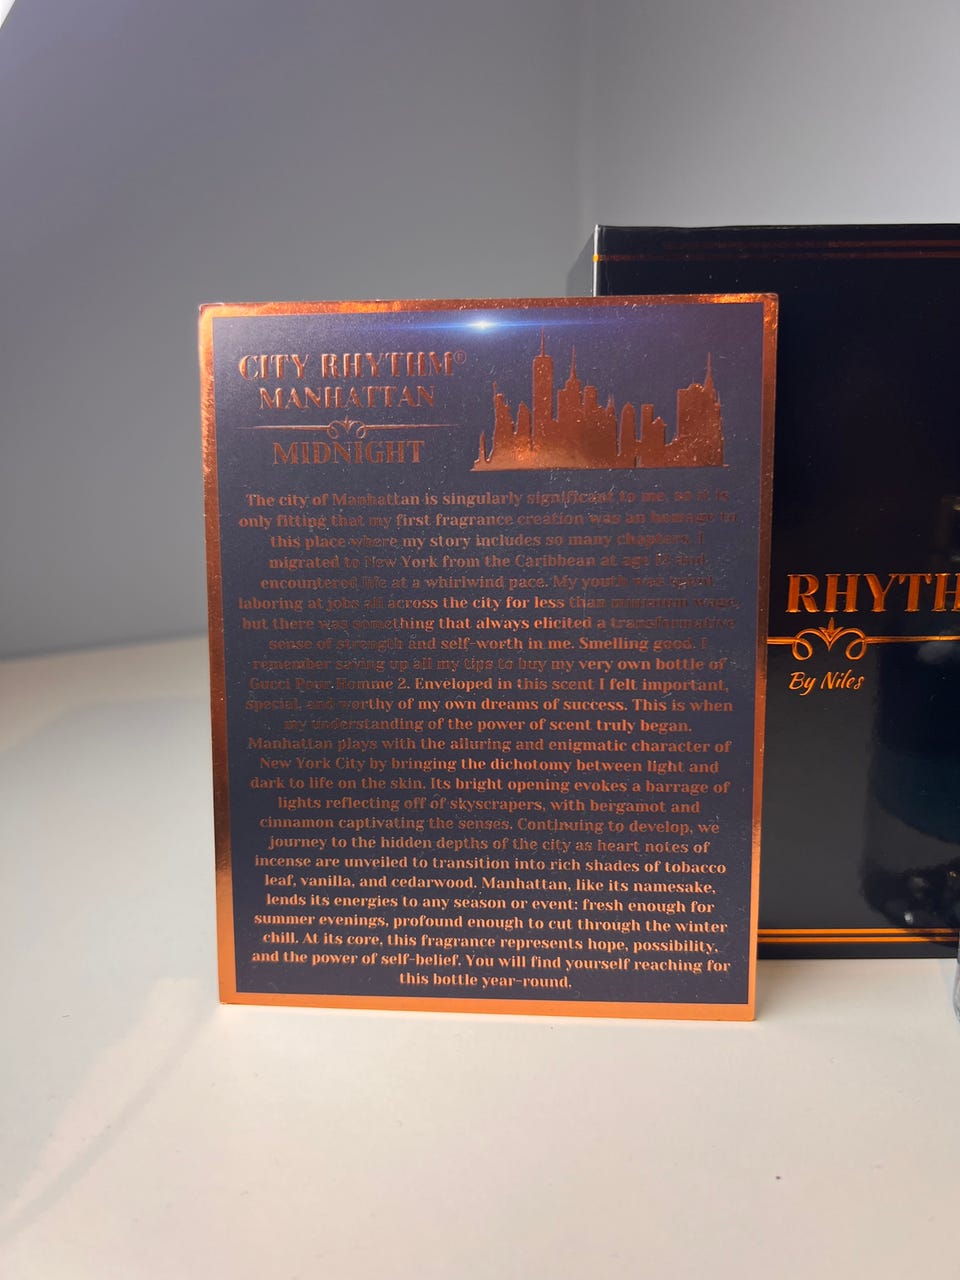 CITY RHYTHM®
MANHATTAN
MIDNIGHT
The city of Manhattan is singularly significant to me, so it is
only fitting that my first fragrance creation was an homage to
this place where my story includes so many chapters. I
migrated to New York from the Caribbean at age and
encountered life at a whirlwind pace. My youth was spent
laboring at jobs all across the city for less than minimum wage,
but there was something that always elicited a transformative
sense of strength and self-worth in me. Smelling good. I
remember saving up all my tips to buy my very own bottle of
Gucci Pour Homme 2. Enveloped in this scent I felt important,
special, and worthy of my own dreams of success. This is when
my understanding of the power of scent truly began.
Manhattan plays with the alluring and enigmatic character of
New York City by bringing the dichotomy between light and
dark to life on the skin. Its bright opening evokes a barrage of
lights reflecting off of skyscrapers, with bergamot and
cinnamon captivating the senses. Continuing to develop, we
journey to the hidden depths of the city as heart notes of
incense are unveiled to transition into rich shades of tobacco
leaf, vanilla, and cedarwood. Manhattan, like its namesake,
lends its energies to any season or event: fresh enough for
summer evenings, profound enough to cut through the winter
chill. At its core, this fragrance represents hope, possibility,
and the power of self-belief. You will find yourself reaching for
this bottle year-round.
RHYTH
By Niles